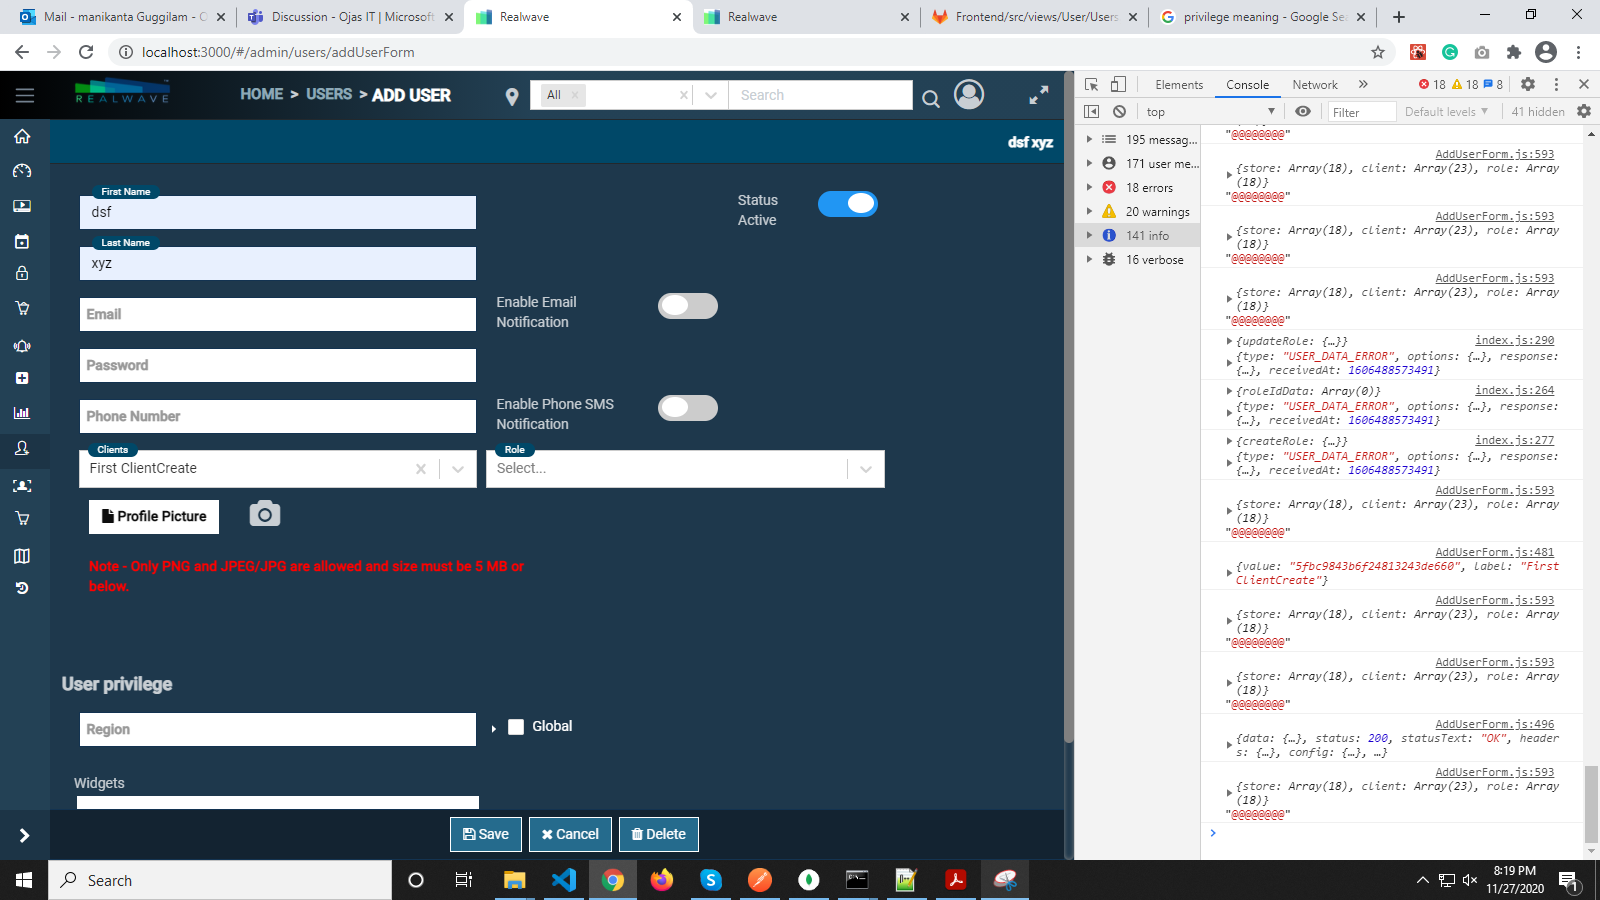 Mail - manikanta Guggilam - O
Discussion - Ojas IT | Microsoft
Realwave
Realwave
Frontend/src/views/User/Users
privilege meaning - Google Sea
localhost:3000/#/admin/users/addUserForm
REALWAVE
HOME > USERS > ADD USER
All
Search
dsf xyz
First Name
dsf
Status
Active
Last Name
xyz
Email
Enable Email
Notification
Password
Phone Number
Enable Phone SMS
Notification
Clients
First ClientCreate
Role
Select...
Profile Picture
Note - Only PNG and JPEG/JPG are allowed and size must be 5 MB or
below.
User privilege
Region
Global
Widgets
Save
Cancel
Delete
Elements
Console
Network
18
18
8
top
Filter
Default levels
41 hidden
195 messag...
171 user me...
18 errors
20 warnings
141 info
16 verbose
"@@@@@@@@"
AddUserForm.js:593
{store: Array(18), client: Array(23), role: Array
(18)}
"@@@@@@@@"
AddUserForm.js:593
{store: Array(18), client: Array(23), role: Array
(18)}
"@@@@@@@@"
AddUserForm.js:593
{store: Array(18), client: Array(23), role: Array
(18)}
"@@@@@@@@"
{updateRole: {…}} index.js:290
{type: "USER_DATA_ERROR", options: {…}, response:
{…}, receivedAt: 1606488573491}
{roleIdData: Array(0)} index.js:264
{type: "USER_DATA_ERROR", options: {…}, response:
{…}, receivedAt: 1606488573491}
{createRole: {…}} index.js:277
{type: "USER_DATA_ERROR", options: {…}, response:
{…}, receivedAt: 1606488573491}
AddUserForm.js:593
{store: Array(18), client: Array(23), role: Array
(18)}
"@@@@@@@@"
AddUserForm.js:481
{value: "5fbc9843b6f24813243de660", label: "First
ClientCreate"}
AddUserForm.js:593
{store: Array(18), client: Array(23), role: Array
(18)}
"@@@@@@@@"
AddUserForm.js:593
{store: Array(18), client: Array(23), role: Array
(18)}
"@@@@@@@@"
AddUserForm.js:496
{data: {…}, status: 200, statusText: "OK", header
s: {…}, config: {…}, …}
AddUserForm.js:593
{store: Array(18), client: Array(23), role: Array
(18)}
"@@@@@@@@"
Search
8:19 PM
11/27/2020
1